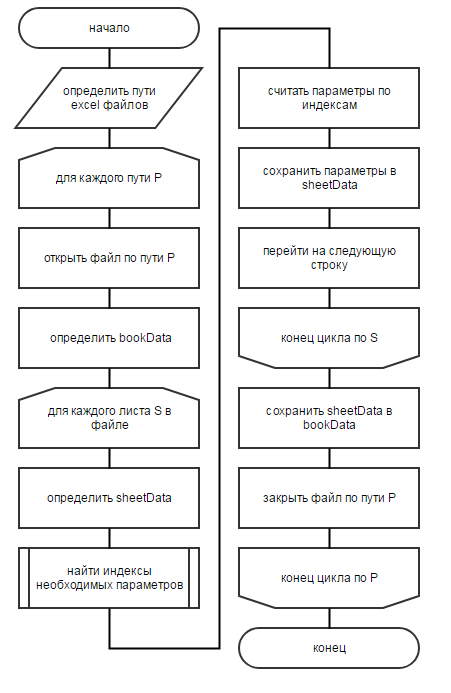 начало
определить пути
excel файлов
для каждого пути P
открыть файл по пути P
определить bookData
для каждого листа S в
файле
определить sheetData
найти индексы
необходимых параметров
считать параметры по
индексам
сохранить параметры в
sheetData
перейти на следующую
строку
конец цикла по S
сохранить sheetData в
bookData
закрыть файл по пути P
конец цикла по P
конец